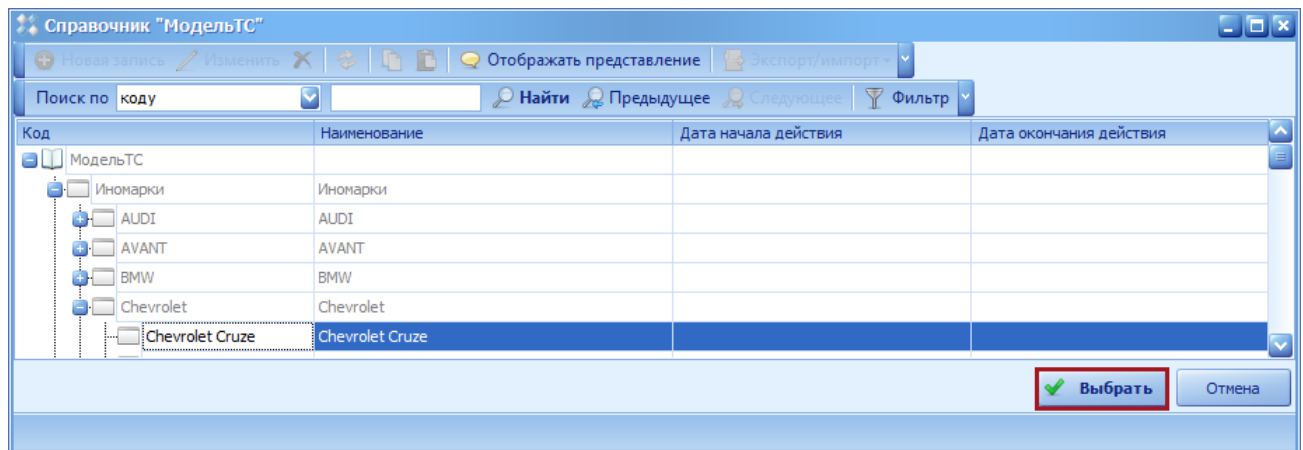 Справочник "МодельТС"
Новая запись Изменить Отображать представление Экспорт/импорт
Поиск по коду Найти Предыдущее Следующее Фильтр
Код Наименование Дата начала действия Дата окончания действия
МодельТС
Иномарки Иномарки
AUDI AUDI
AVANT AVANT
BMW BMW
Chevrolet Chevrolet
Chevrolet Cruze Chevrolet Cruze
Выбрать Отмена